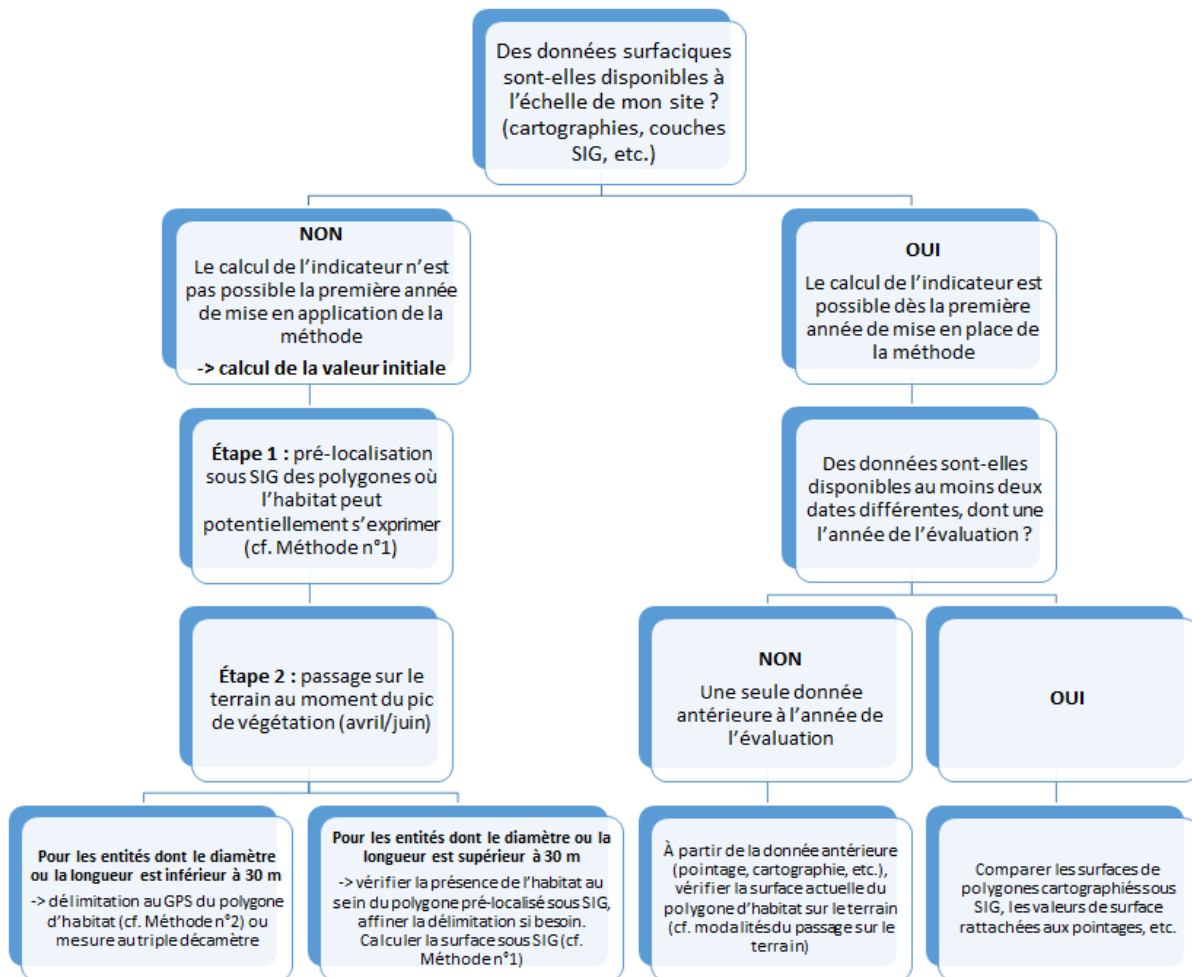 Des données surfaciques
sont-elles disponibles à
l’échelle de mon site ?
(cartographies, couches
SIG, etc.)
NON
Le calcul de l’indicateur n’est
pas possible la première année
de mise en application de la
méthode
-> calcul de la valeur initiale
OUI
Le calcul de l’indicateur est
possible dès la première
année de mise en place de
la méthode
Étape 1 : pré-localisation
sous SIG des polygones où
l’habitat peut
potentiellement s’exprimer
(cf. Méthode n°1)
Des données sont-elles
disponibles au moins deux
dates différentes, dont une
l’année de l’évaluation ?
Étape 2 : passage sur le
terrain au moment du pic
de végétation (avril/juin)
NON
Une seule donnée
antérieure à l’année de
l’évaluation
OUI
Pour les entités dont le diamètre
ou la longueur est inférieur à 30 m
-> délimitation au GPS du polygone
d’habitat (cf. Méthode n°2) ou
mesure au triple décamètre
Pour les entités dont le diamètre ou la
longueur est supérieur à 30 m
-> vérifier la présence de l’habitat au
sein du polygone pré-localisé sous SIG,
affiner la délimitation si besoin.
Calculer la surface sous SIG (cf.
Méthode n°1)
À partir de la donnée antérieure
(pointage, cartographie, etc.),
vérifier la surface actuelle du
polygone d’habitat sur le terrain
(cf. modalités du passage sur le
terrain)
Comparer les surfaces de
polygones cartographiés sous
SIG, les valeurs de surface
rattachées aux pointages, etc.